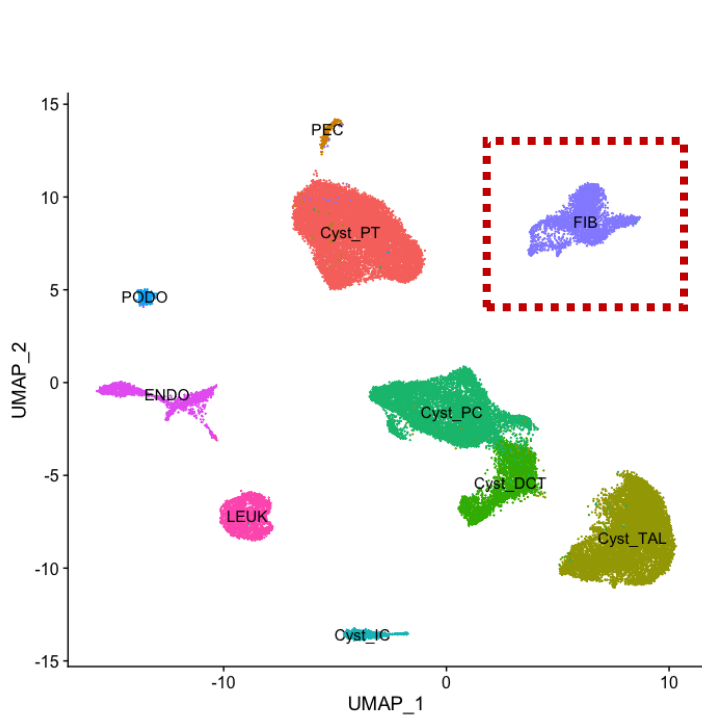 15
PEC
10
FIB
Cyst_PT
5
PODO
UMAP_2
0
ENDO
Cyst_PC
-5
Cyst_DCT
LEUK
Cyst_TAL
-10
Cyst_IC
-15
-10
0
10
UMAP_1